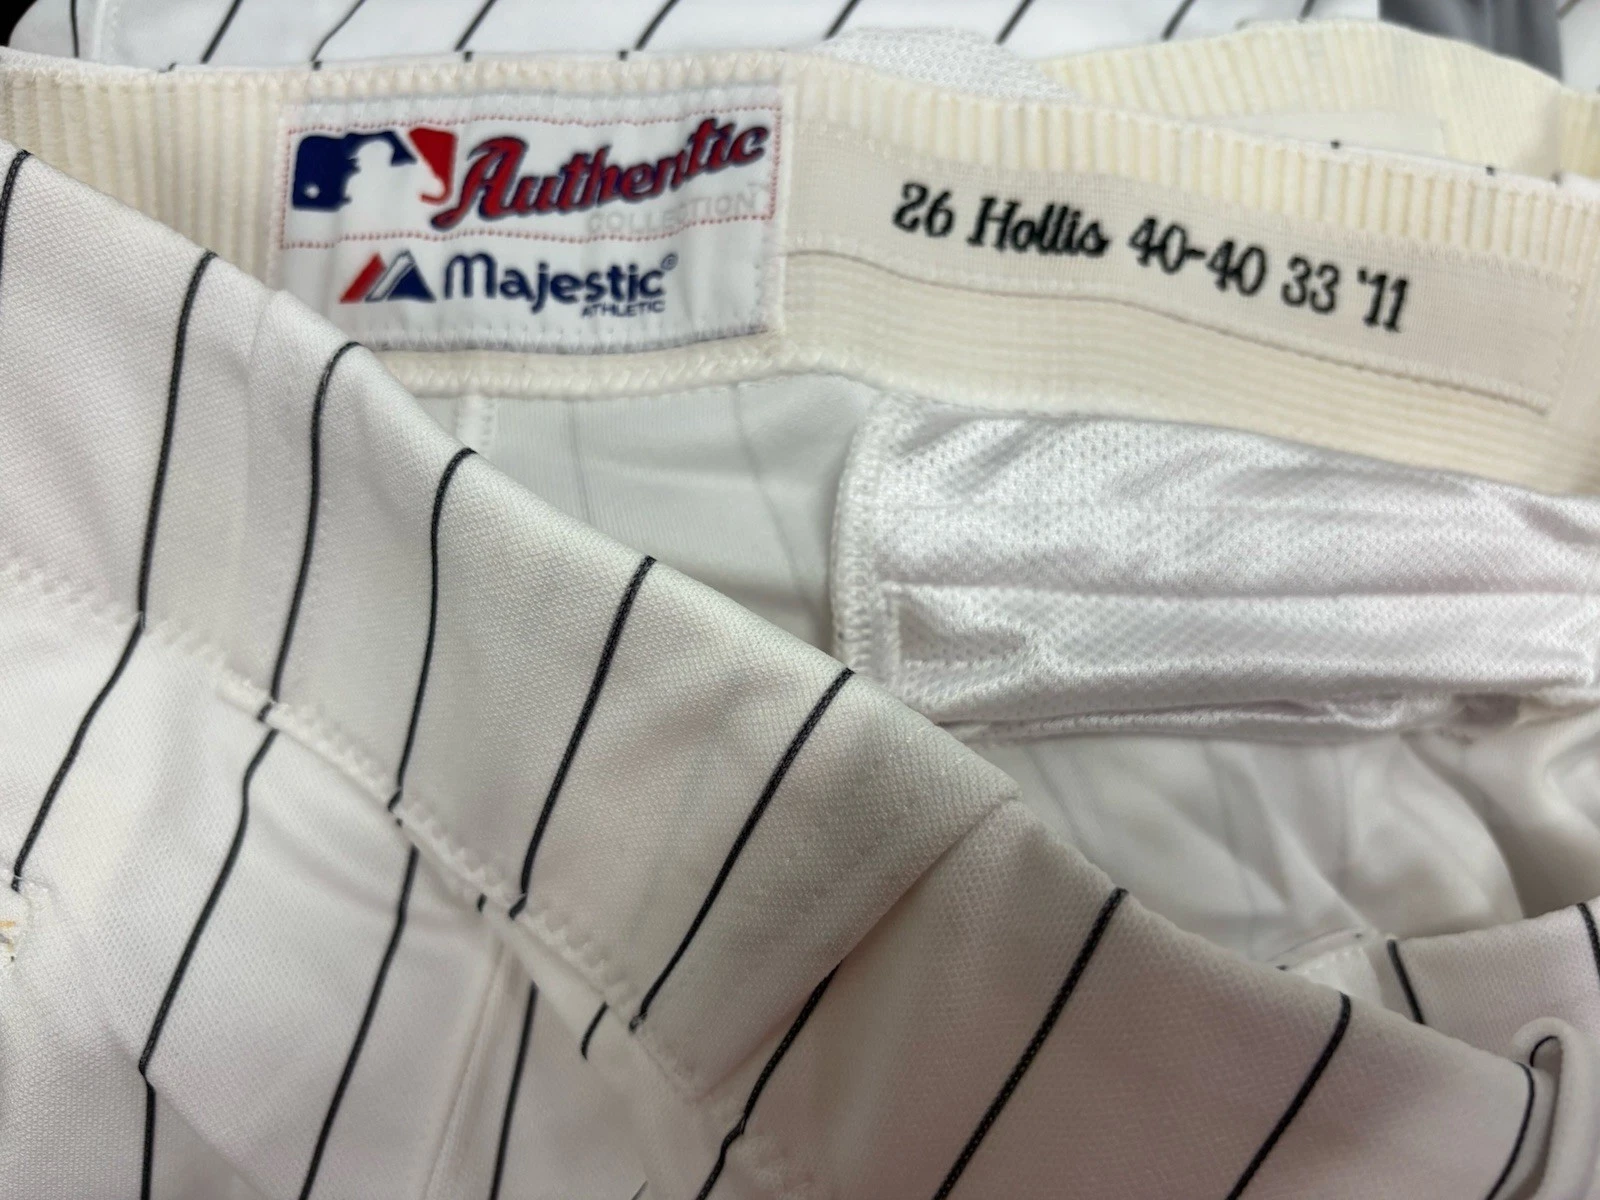 Authentic
COLLECTION
Majestic®
ATHLETIC
26 Hollis 40-40 33 '11